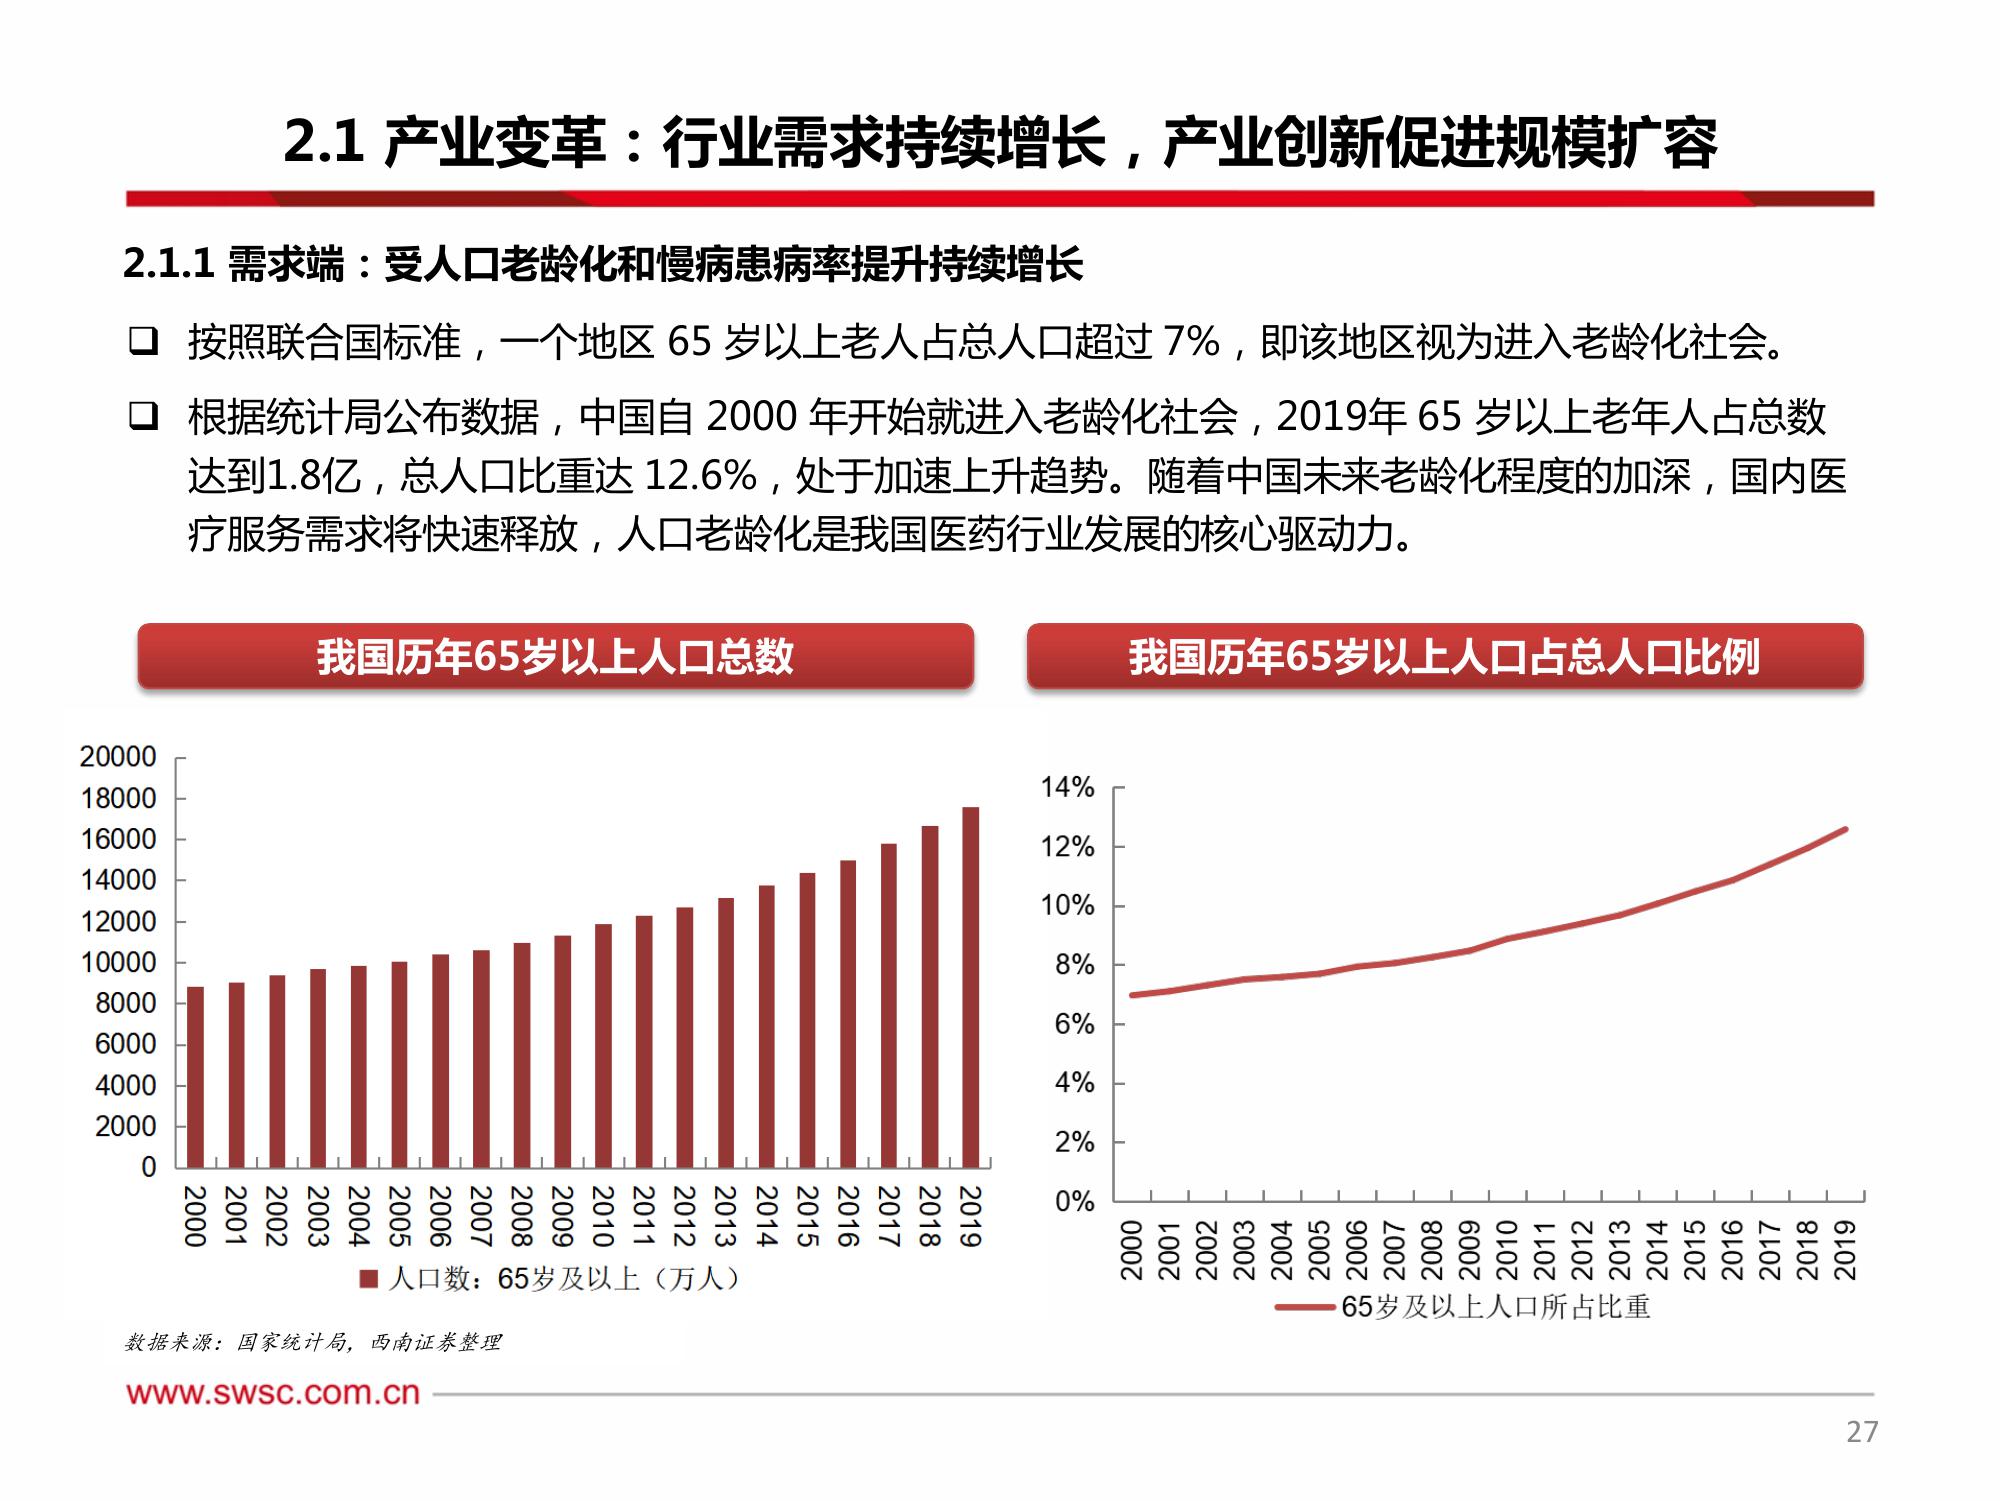 2.1 产业变革：行业需求持续增长，产业创新促进规模扩容
2.1.1 需求端：受人口老龄化和慢病患病率提升持续增长
❑ 按照联合国标准，一个地区 65 岁以上老人占总人口超过 7%，即该地区视为进入老龄化社会。
❑ 根据统计局公布数据，中国自 2000 年开始就进入老龄化社会，2019年 65 岁以上老年人占总数
达到1.8亿，总人口比重达 12.6%，处于加速上升趋势。随着中国未来老龄化程度的加深，国内医
疗服务需求将快速释放，人口老龄化是我国医药行业发展的核心驱动力。
我国历年65岁以上人口总数
20000
18000
16000
14000
12000
10000
8000
6000
4000
2000
0
2000 2001 2002 2003 2004 2005 2006 2007 2008 2009 2010 2011 2012 2013 2014 2015 2016 2017 2018 2019
人口数：65岁及以上（万人）
我国历年65岁以上人口占总人口比例
14%
12%
10%
8%
6%
4%
2%
0%
2000 2001 2002 2003 2004 2005 2006 2007 2008 2009 2010 2011 2012 2013 2014 2015 2016 2017 2018 2019
65岁及以上人口所占比重
数据来源：国家统计局，西南证券整理
www.swsc.com.cn
27